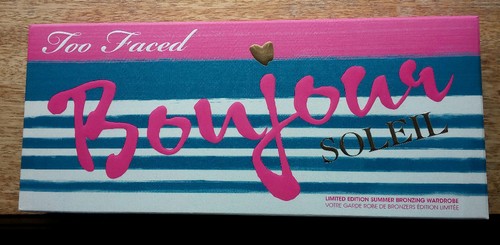 Too Faced
Bonjour
SOLEIL
LIMITED EDITION SUMMER BRONZING WARDROBE
VOTRE GARDE ROBE DE BRONZERS ÉDITION LIMITÉE